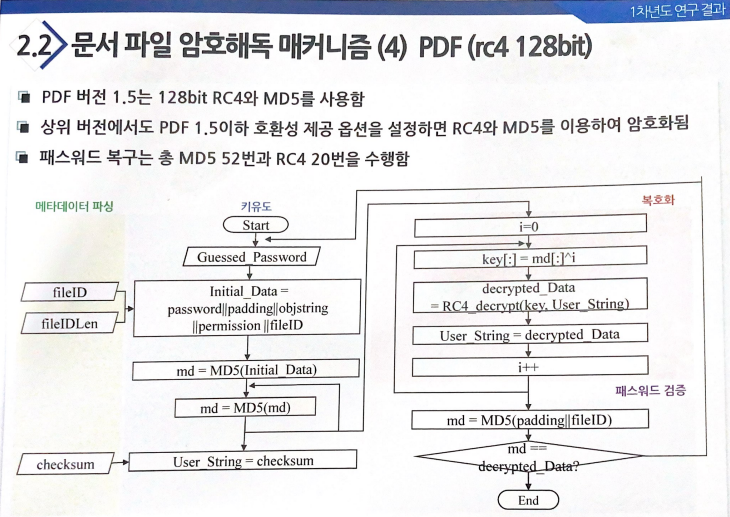 1차년도 연구 결과
2.2 문서 파일 암호해독 매커니즘 (4) PDF (rc4 128bit)
PDF 버전 1.5는 128bit RC4와 MD5를 사용함
상위 버전에서도 PDF 1.5이하 호환성 제공 옵션을 설정하면 RC4와 MD5를 이용하여 암호화됨
패스워드 복구는 총 MD5 52번과 RC4 20번을 수행함
메타데이터 파싱
키유도
Start
Guessed_Password
fileID
fileIDLen
Initial_Data =
password||padding||objstring
||permission ||fileID
md = MD5(Initial_Data)
md = MD5(md)
checksum
User_String = checksum
복호화
i=0
key[:] = md[:]^i
decrypted_Data
= RC4_decrypt(key, User_String)
User_String = decrypted_Data
i++
패스워드 검증
md = MD5(padding||fileID)
md ==
decrypted_Data?
End